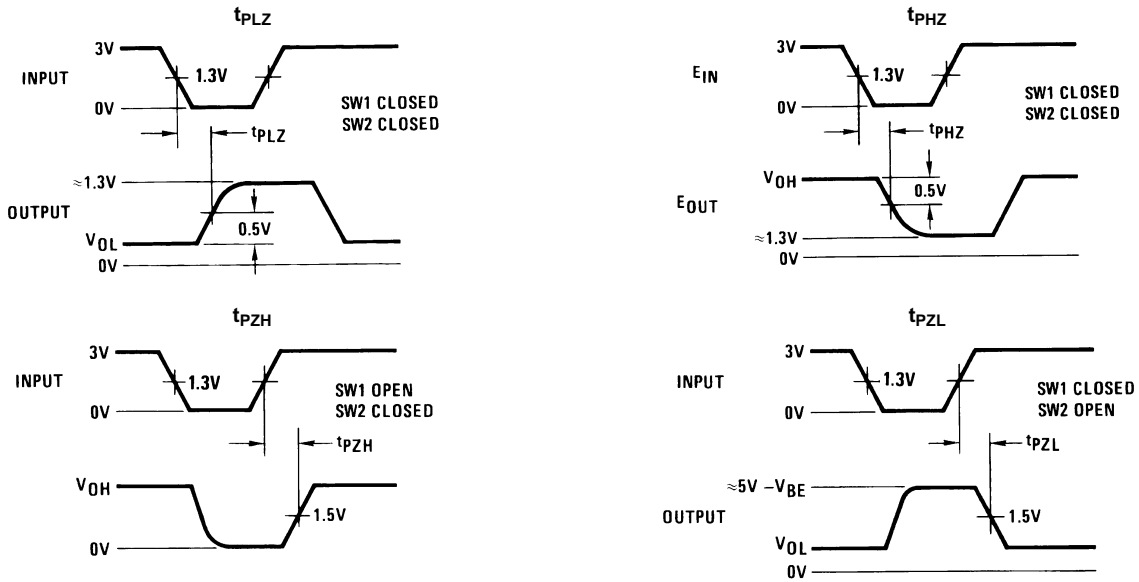 tPLZ
3V
INPUT
1.3V
0V
SW1 CLOSED
SW2 CLOSED
tPLZ
≈1.3V
OUTPUT
0.5V
VOL
0V
tPHZ
3V
EIN
1.3V
0V
SW1 CLOSED
SW2 CLOSED
tPHZ
VOH
0.5V
EOUT
≈1.3V
0V
tPZH
3V
INPUT
1.3V
0V
SW1 OPEN
SW2 CLOSED
tPZH
VOH
1.5V
0V
tPZL
3V
INPUT
1.3V
0V
SW1 CLOSED
SW2 OPEN
tPZL
≈5V –VBE
OUTPUT
1.5V
VOL
0V